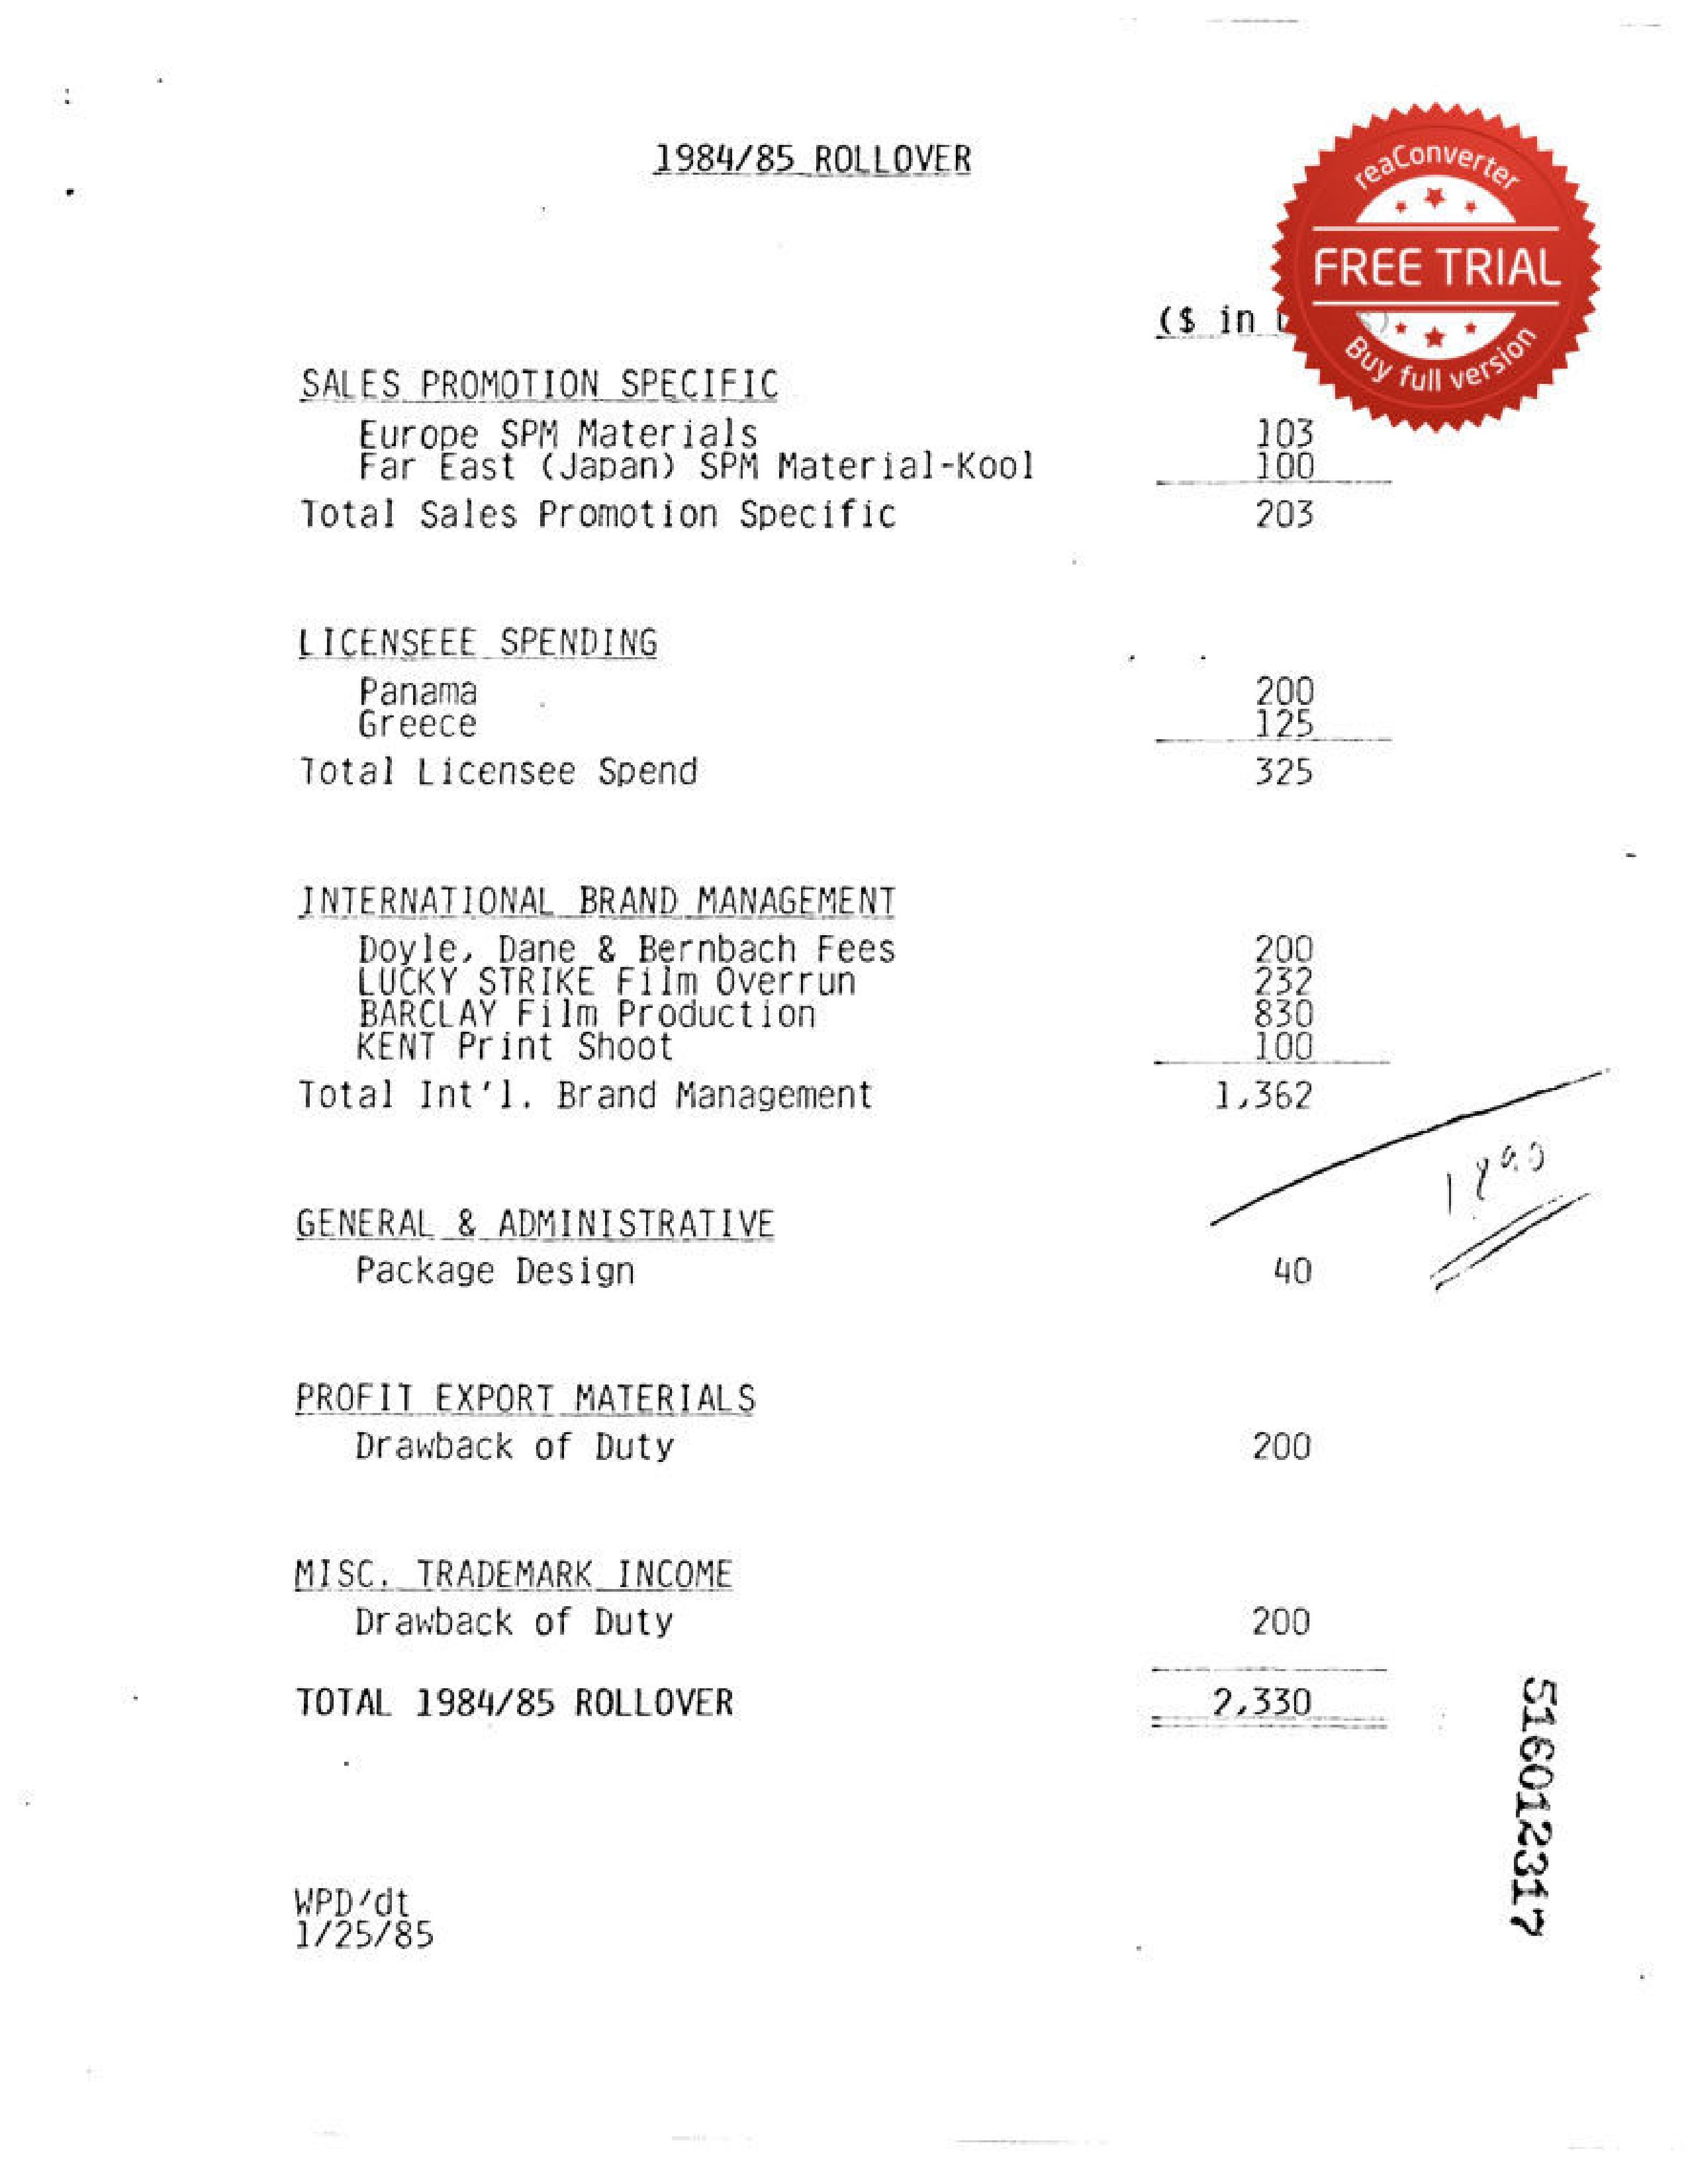 1984/85 ROLLOVER
reaConverter
FREE TRIAL
Buy full version
($ in
SALES PROMOTION SPECIFIC
Europe SPM Materials 103
Far East (Japan) SPM Material-Kool 100
Total Sales Promotion Specific 203
LICENSEEE SPENDING
Panama 200
Greece 125
Total Licensee Spend 325
INTERNATIONAL BRAND MANAGEMENT
Doyle, Dane & Bernbach Fees 200
LUCKY STRIKE Film Overrun 232
BARCLAY Film Production 830
KENT Print Shoot 100
Total Int'l. Brand Management 1,362
1890
GENERAL & ADMINISTRATIVE
Package Design 40
PROFIT EXPORT MATERIALS
Drawback of Duty 200
MISC. TRADEMARK INCOME
Drawback of Duty 200
TOTAL 1984/85 ROLLOVER 2,330
516012317
WPD/dt
1/25/85